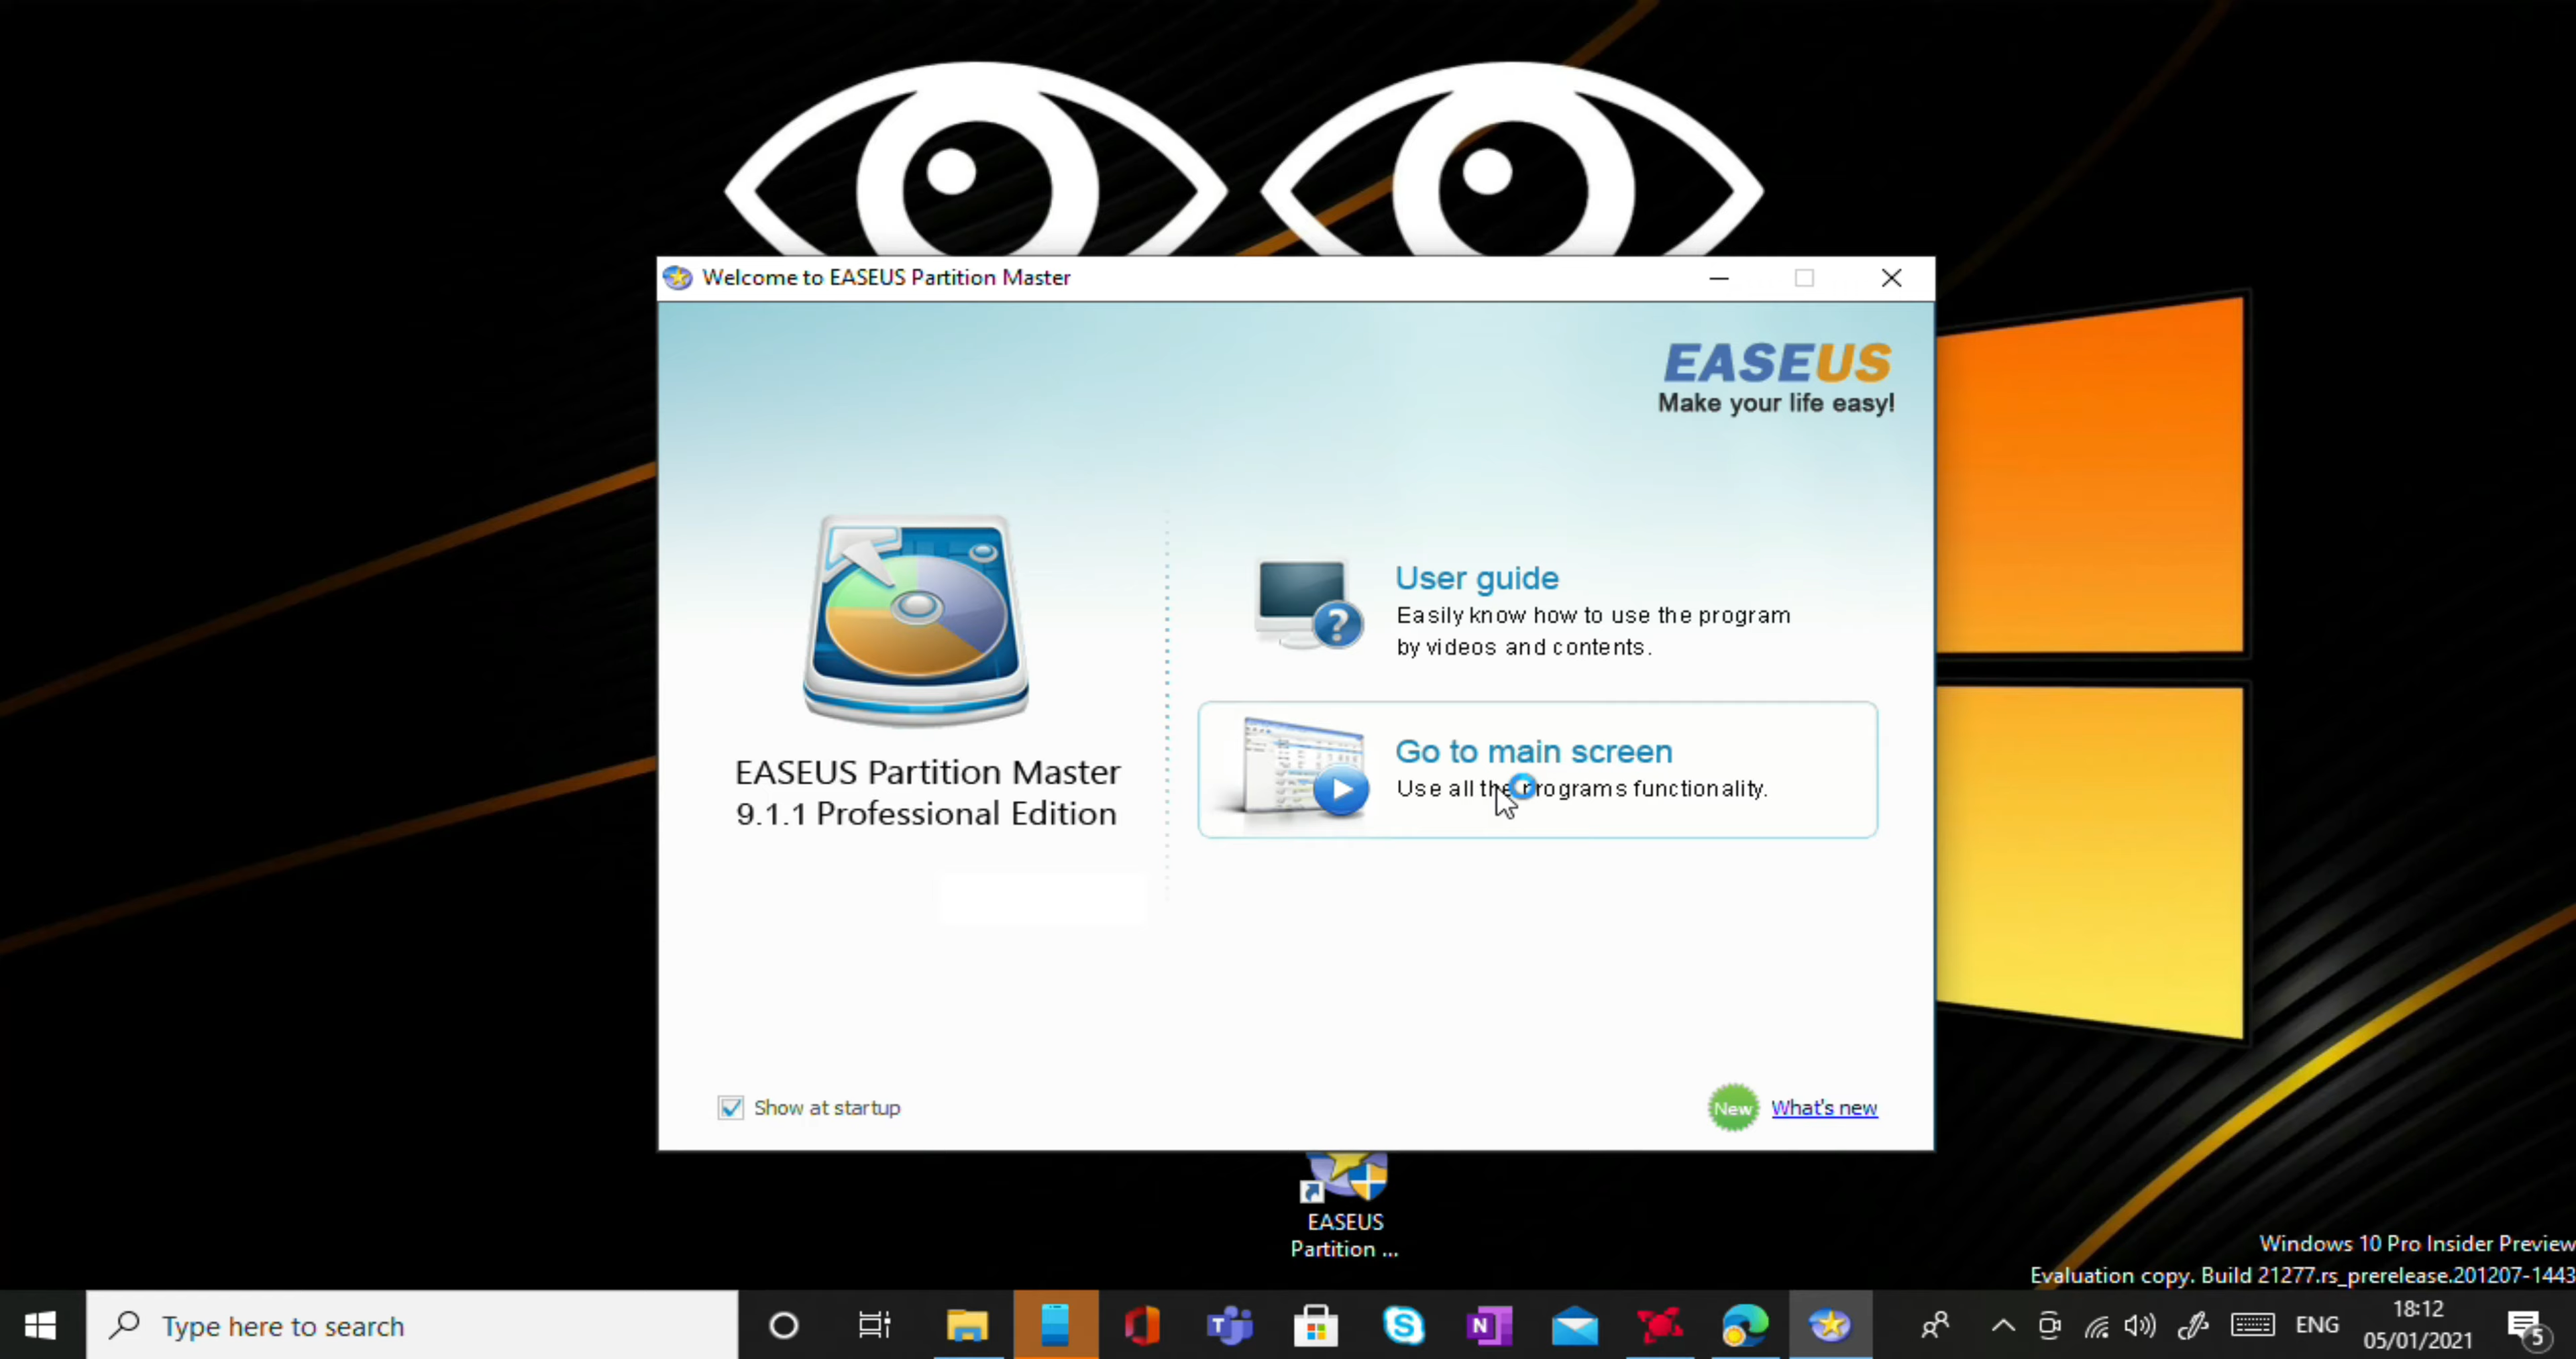 Welcome to EASEUS Partition Master
EASEUS
Make your life easy!
User guide
Easily know how to use the program
by videos and contents.
Go to main screen
Use all the programs functionality.
EASEUS Partition Master
9.1.1 Professional Edition
Show at startup
New What's new
EASEUS
Partition ...
Windows 10 Pro Insider Preview
Evaluation copy. Build 21277.rs_prerelease.201207-1443
Type here to search
ENG
18:12
05/01/2021
5